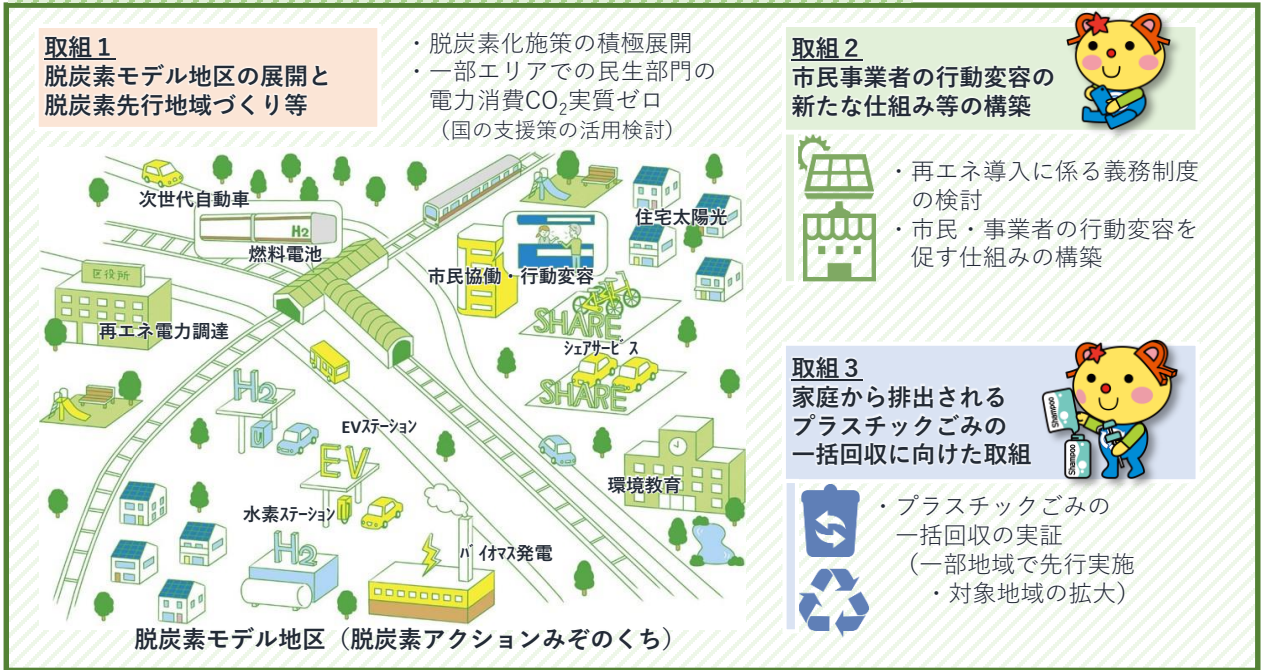 取組1
脱炭素モデル地区の展開と
脱炭素先行地域づくり等
・脱炭素化施策の積極展開
・一部エリアでの民生部門の
電力消費CO₂実質ゼロ
(国の支援策の活用検討)
次世代自動車
H2
燃料電池
区役所
再エネ電力調達
市民協働・行動変容
住宅太陽光
SHARE
シェアサービス
SHARE
H2
EVステーション
EV
環境教育
水素ステーション
H2
バイオマス発電
脱炭素モデル地区(脱炭素アクションみぞのくち)
取組2
市民事業者の行動変容の
新たな仕組み等の構築
・再エネ導入に係る義務制度
の検討
・市民・事業者の行動変容を
促す仕組みの構築
取組3
家庭から排出される
プラスチックごみの
一括回収に向けた取組
Shampoo
Shampoo
・プラスチックごみの
一括回収の実証
(一部地域で先行実施
・対象地域の拡大)